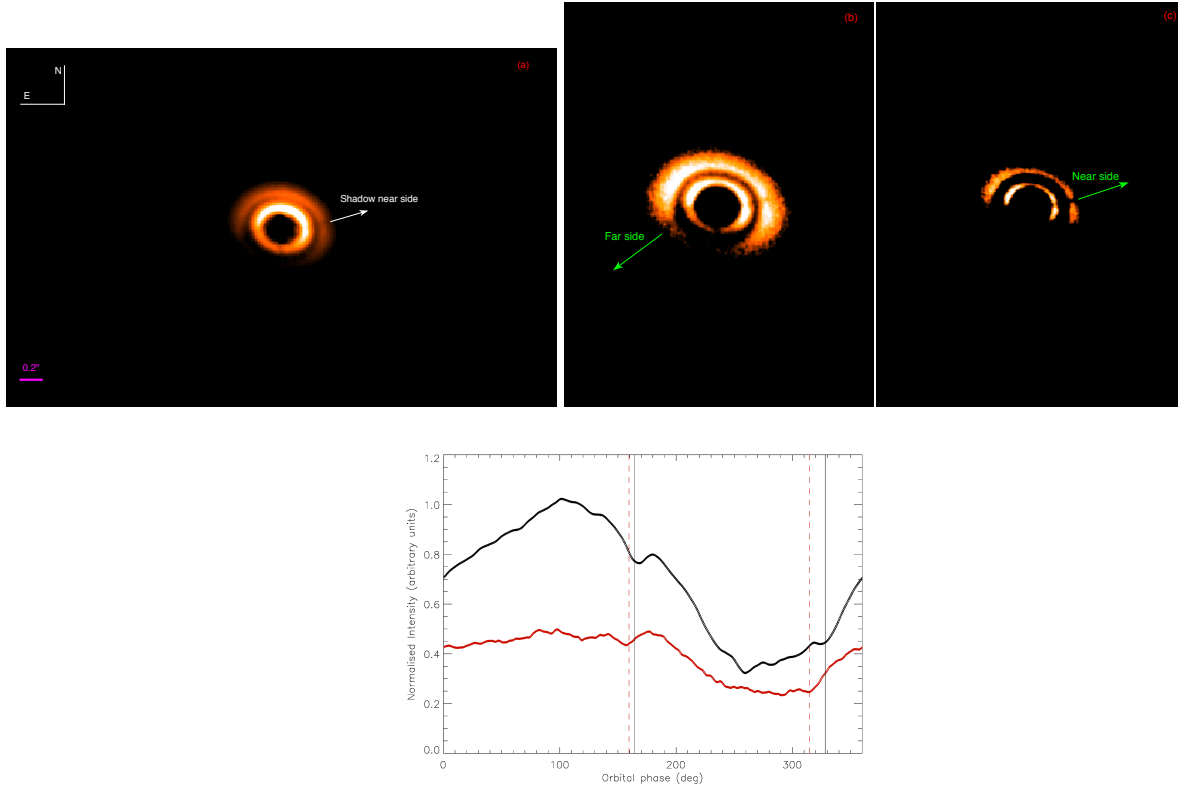 (a)
N
E
Shadow near side
0.2"
(b)
Far side
(c)
Near side
1.2
1.0
0.8
0.6
0.4
0.2
0.0
Normalised Intensity (arbitrary units)
0
100
200
300
Orbital phase (deg)